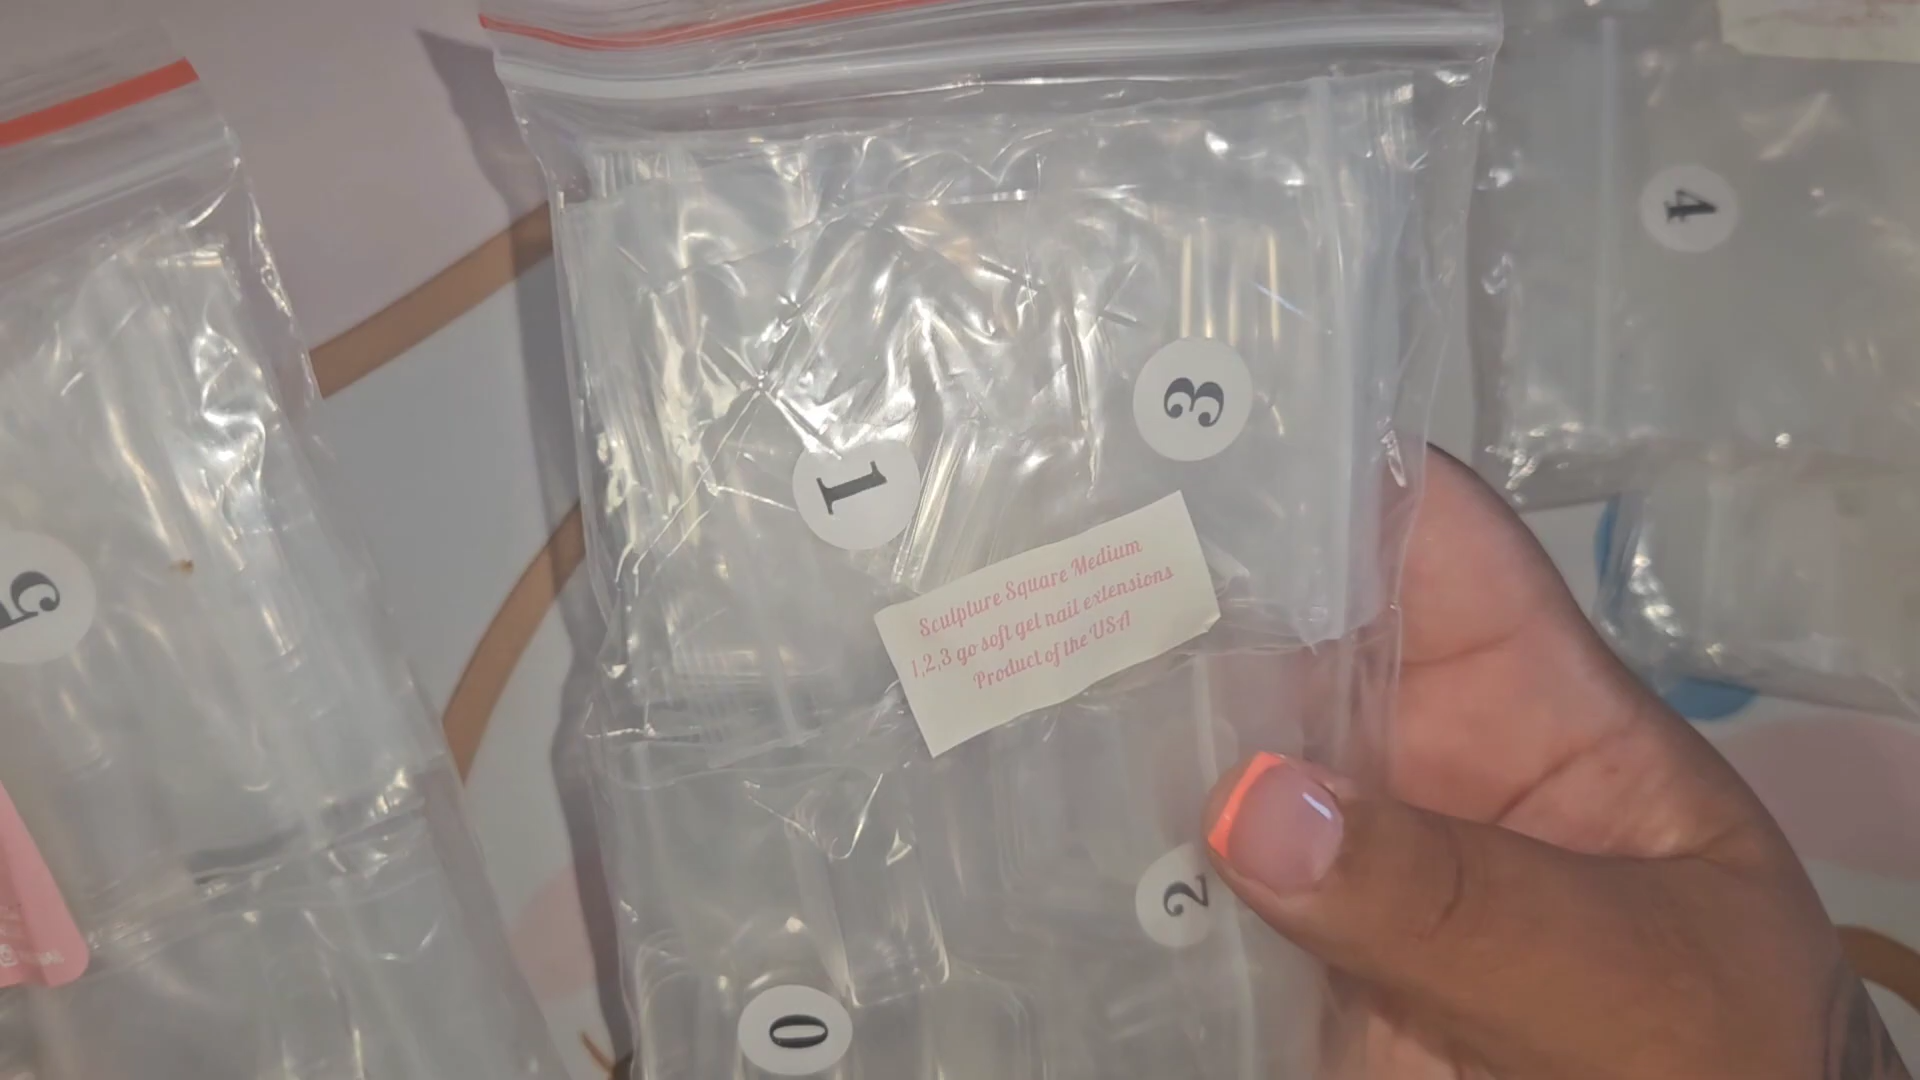 4
3
1
Sculpture Square Medium
1,2,3 go soft gel nail extensions
Product of the USA
5
2
0